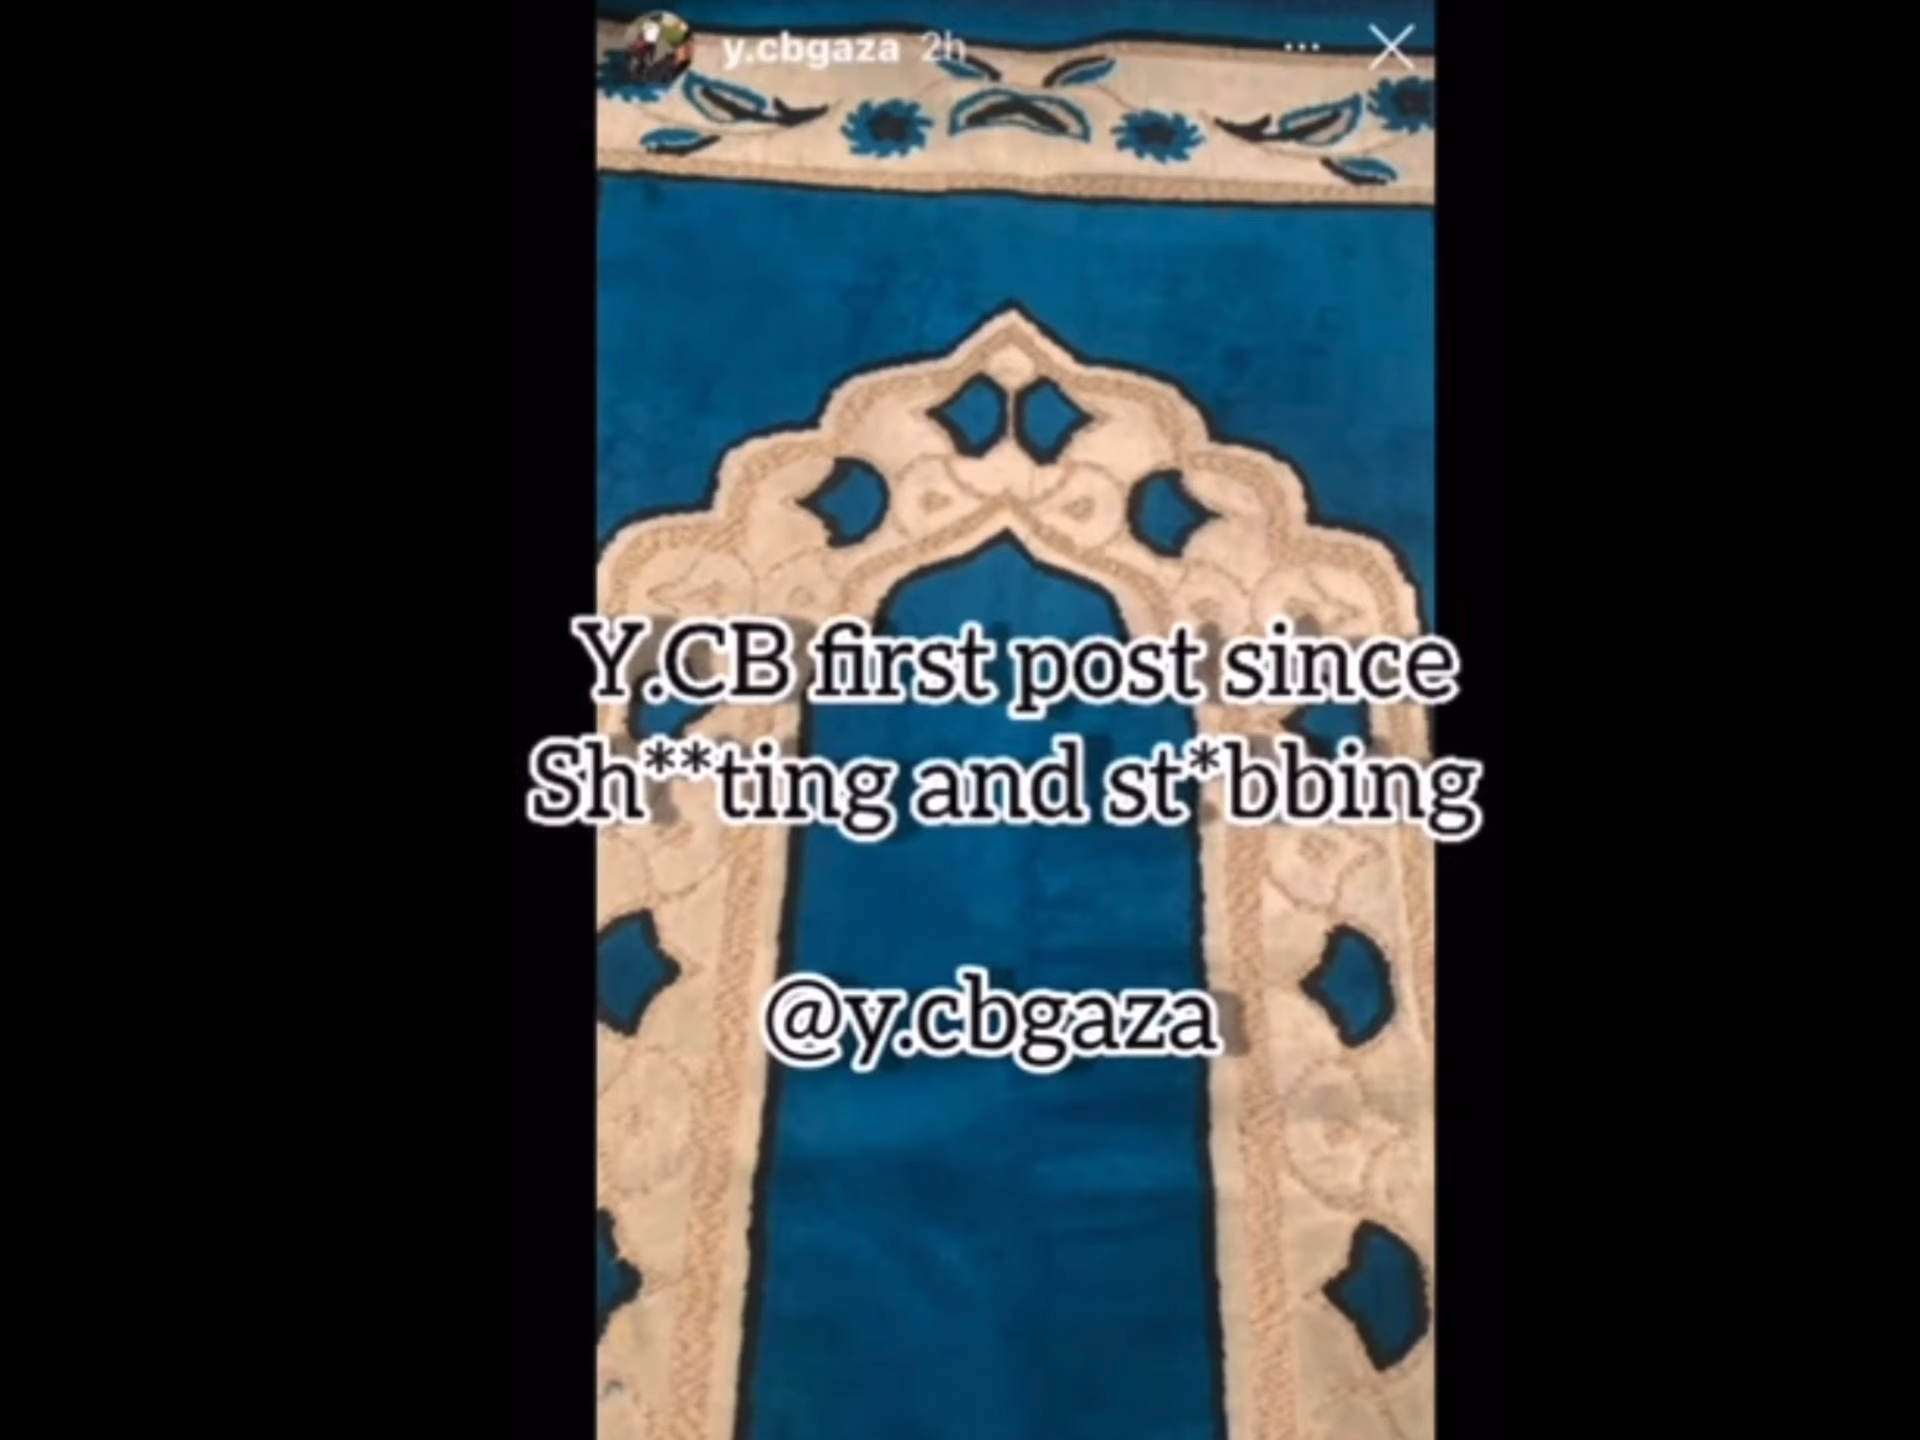 y.cbgaza 2h
Y.CB first post since
Sh**ting and st*bbing
@y.cbgaza